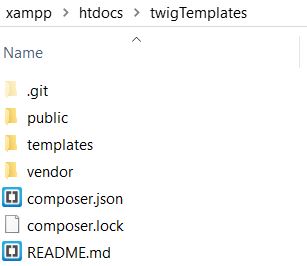 xampp > htdocs > twigTemplates
Name
.git
public
templates
vendor
composer.json
composer.lock
README.md